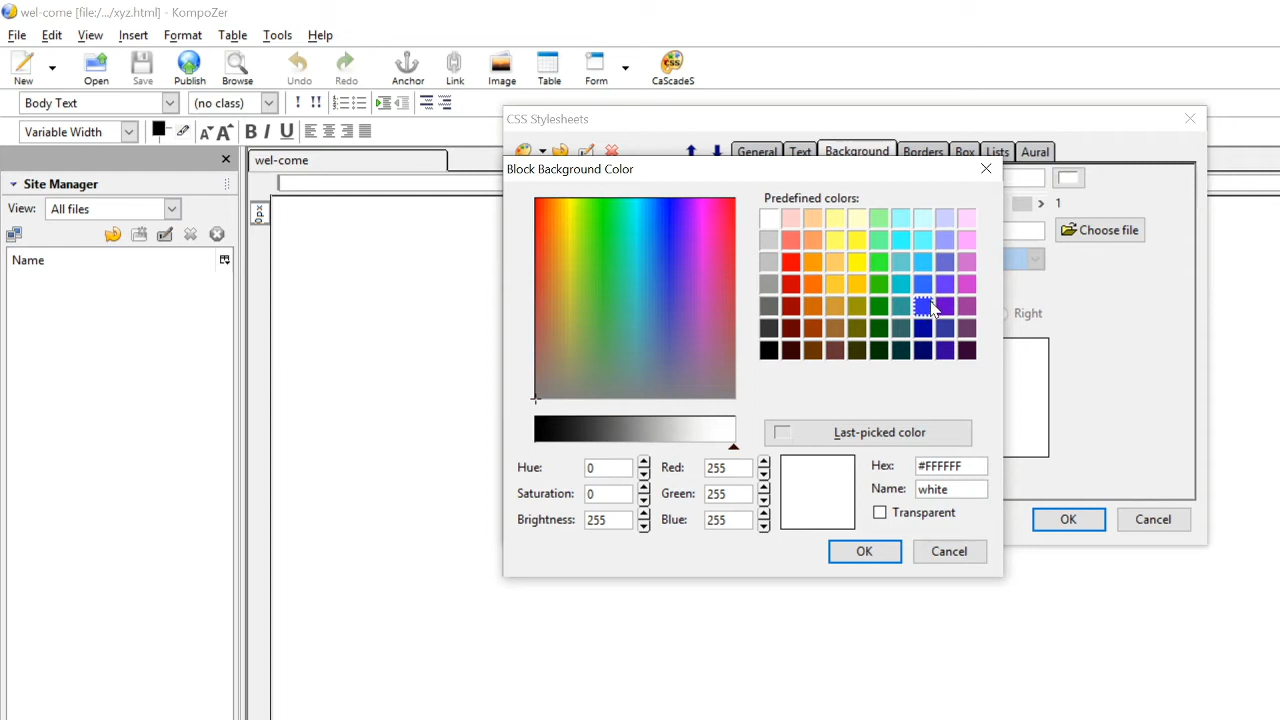 wel-come [file:/.../xyz.html] - KompoZer
File Edit View Insert Format Table Tools Help
New Open Save Publish Browse Undo Redo Anchor Link Image Table Form CaScadeS
Body Text (no class) ! !!
CSS Stylesheets
Variable Width B I U
General Text Background Borders Box Lists Aural
wel-come
Block Background Color
Site Manager
Predefined colors:
1
View: All files
0px
Choose file
Name
Right
Last-picked color
Hue: 0 Red: 255 Hex: #FFFFFF
Saturation: 0 Green: 255 Name: white
Brightness: 255 Blue: 255 Transparent
OK Cancel
OK Cancel